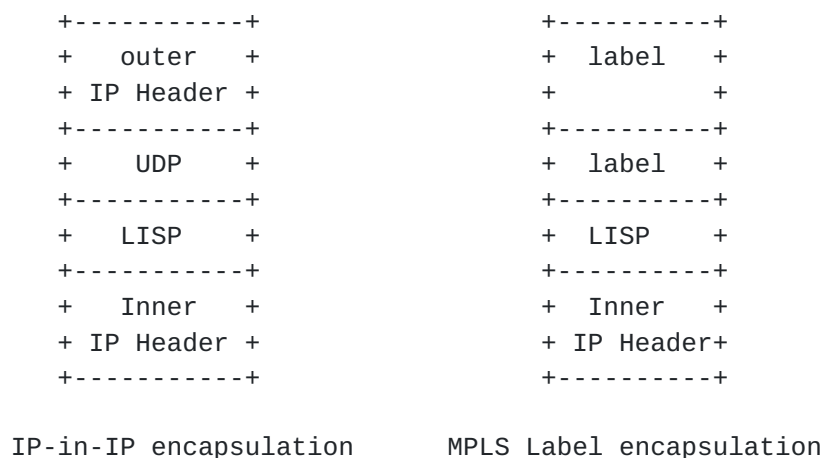 +-----------+                 +----------+
+   outer   +                 +  label   +
+ IP Header +                 +          +
+-----------+                 +----------+
+    UDP    +                 +  label   +
+-----------+                 +----------+
+   LISP    +                 +  LISP    +
+-----------+                 +----------+
+   Inner   +                 +  Inner   +
+ IP Header +                 + IP Header+
+-----------+                 +----------+
IP-in-IP encapsulation      MPLS Label encapsulation